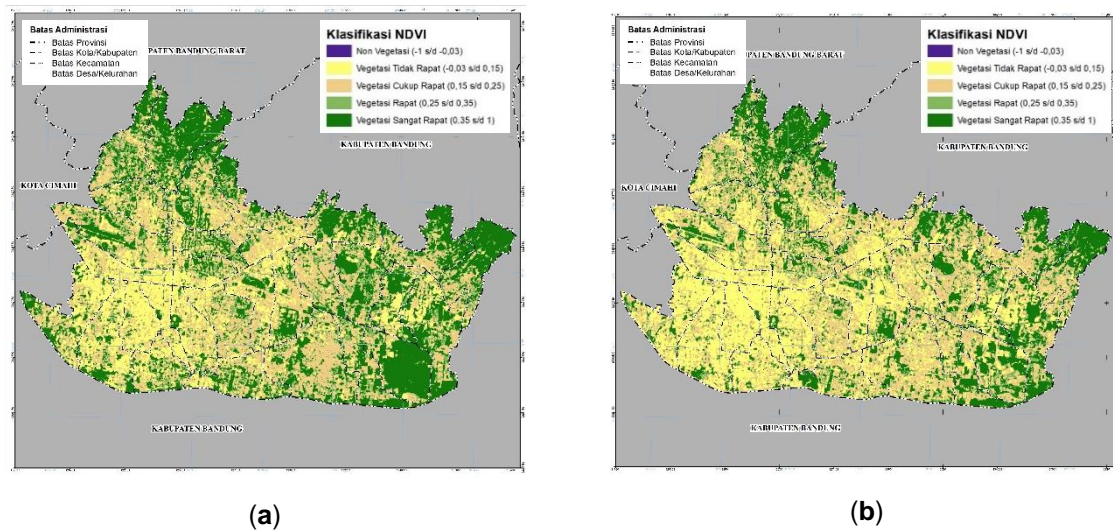 Batas Administrasi
Batas Provinsi
Batas Kota/Kabupaten
Batas Kecamatan
Batas Desa/Kelurahan
KABUPATEN BANDUNG BARAT
Klasifikasi NDVI
Non Vegetasi (-1 s/d -0,03)
Vegetasi Tidak Rapat (-0,03 s/d 0,15)
Vegetasi Cukup Rapat (0,15 s/d 0,25)
Vegetasi Rapat (0,25 s/d 0,35)
Vegetasi Sangat Rapat (0.35 s/d 1)
KABUPATEN BANDUNG
KOTA CIMAHI
KABUPATEN BANDUNG
(a)
Batas Administrasi
Batas Provinsi
Batas Kota/Kabupaten
Batas Kecamatan
Batas Desa/Kelurahan
BANDUNG BARAT
Klasifikasi NDVI
Non Vegetasi (-1 s/d -0,03)
Vegetasi Tidak Rapat (-0,03 s/d 0,15)
Vegetasi Cukup Rapat (0,15 s/d 0,25)
Vegetasi Rapat (0,25 s/d 0,35)
Vegetasi Sangat Rapat (0.35 s/d 1)
KABUPATEN BANDUNG
KOTA CIMAHI
KABUPATEN BANDUNG
(b)